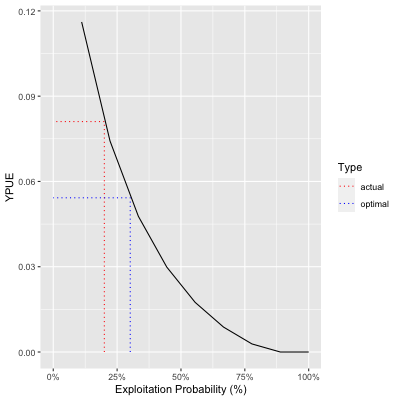 0.12
0.09
0.06
0.03
0.00
YPUE
0% 25% 50% 75% 100%
Exploitation Probability (%)
Type
actual
optimal